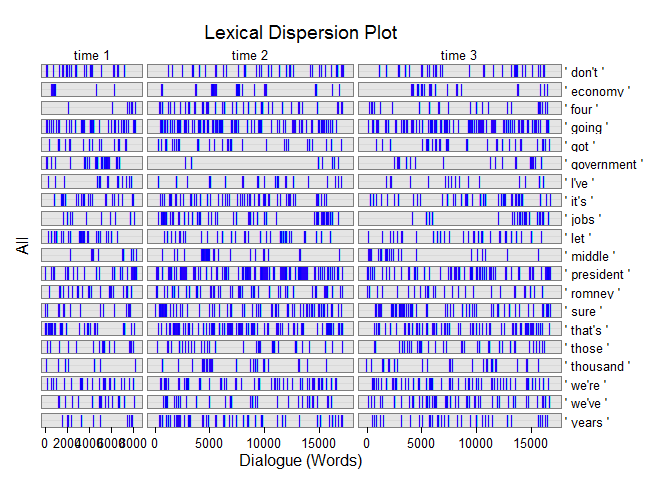 Lexical Dispersion Plot
time 1 time 2 time 3
' don't '
' economy '
' four '
' going '
' got '
' government '
' I've '
' it's '
' jobs '
' let '
' middle '
' president '
' romney '
' sure '
' that's '
' those '
' thousand '
' we're '
' we've '
' years '
All
0 2000 4000 6000 8000 0 5000 10000 15000 0 5000 10000 15000
Dialogue (Words)